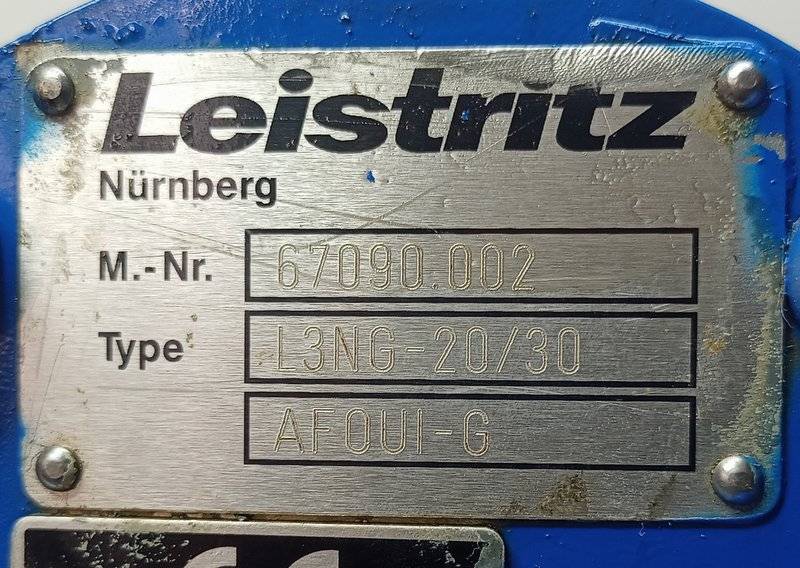 Leistritz
Nürnberg
M.-Nr. 67090.002
Type L3NG-20/30
AFOUI-G